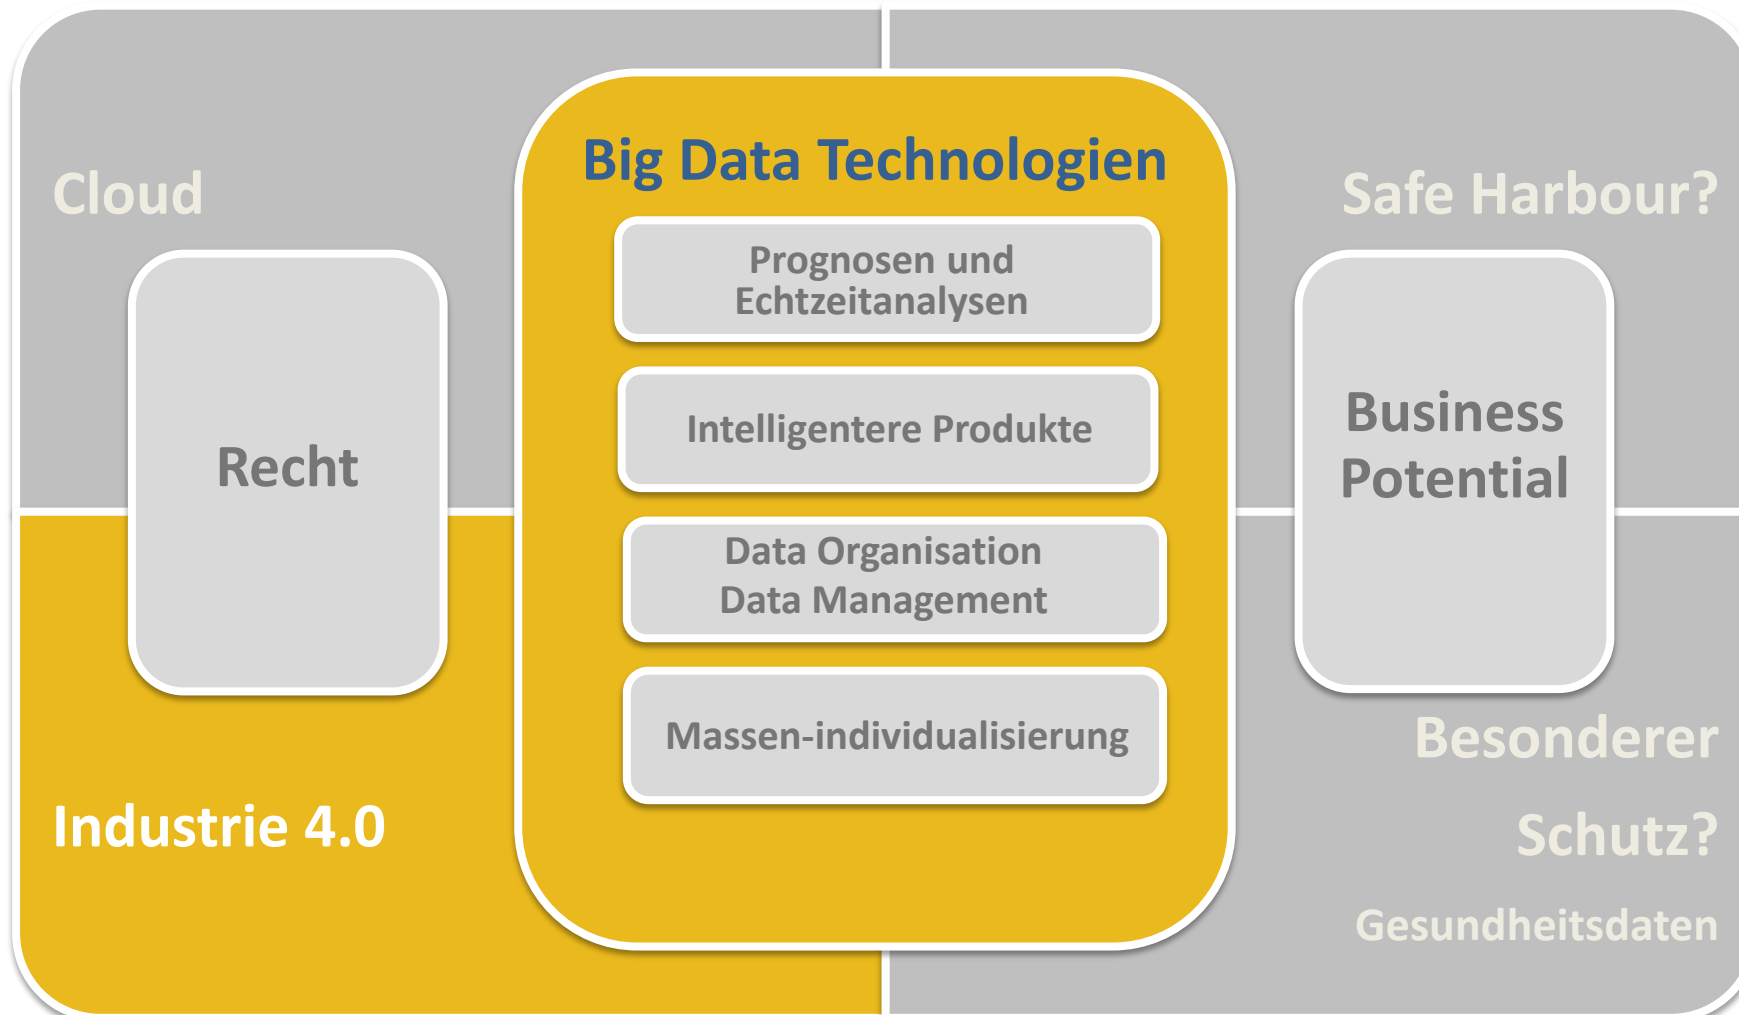 Cloud
Big Data Technologien
Safe Harbour?
Prognosen und
Echtzeitanalysen
Intelligentere Produkte
Data Organisation
Data Management
Massen-individualisierung
Recht
Business
Potential
Industrie 4.0
Besonderer
Schutz?
Gesundheitsdaten